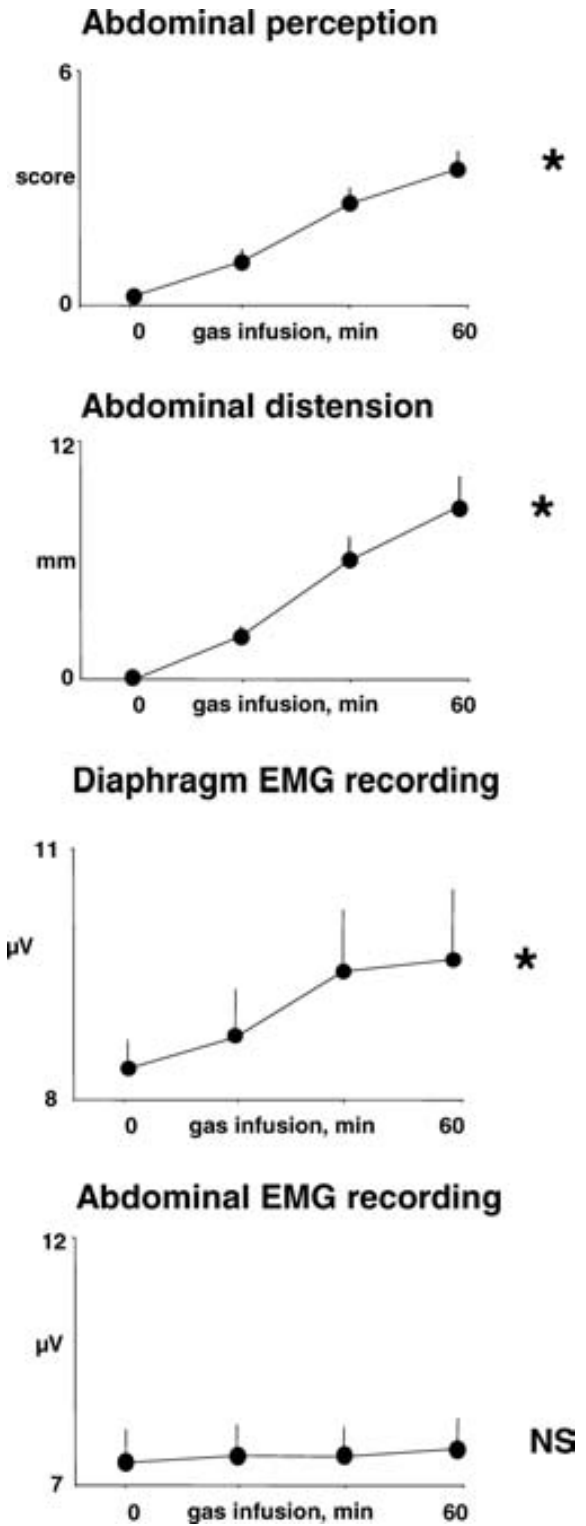 Abdominal perception
6
score
*
0
0 gas infusion, min 60
Abdominal distension
12
mm
*
0
0 gas infusion, min 60
Diaphragm EMG recording
11
µV
*
8
0 gas infusion, min 60
Abdominal EMG recording
12
µV
NS
7
0 gas infusion, min 60